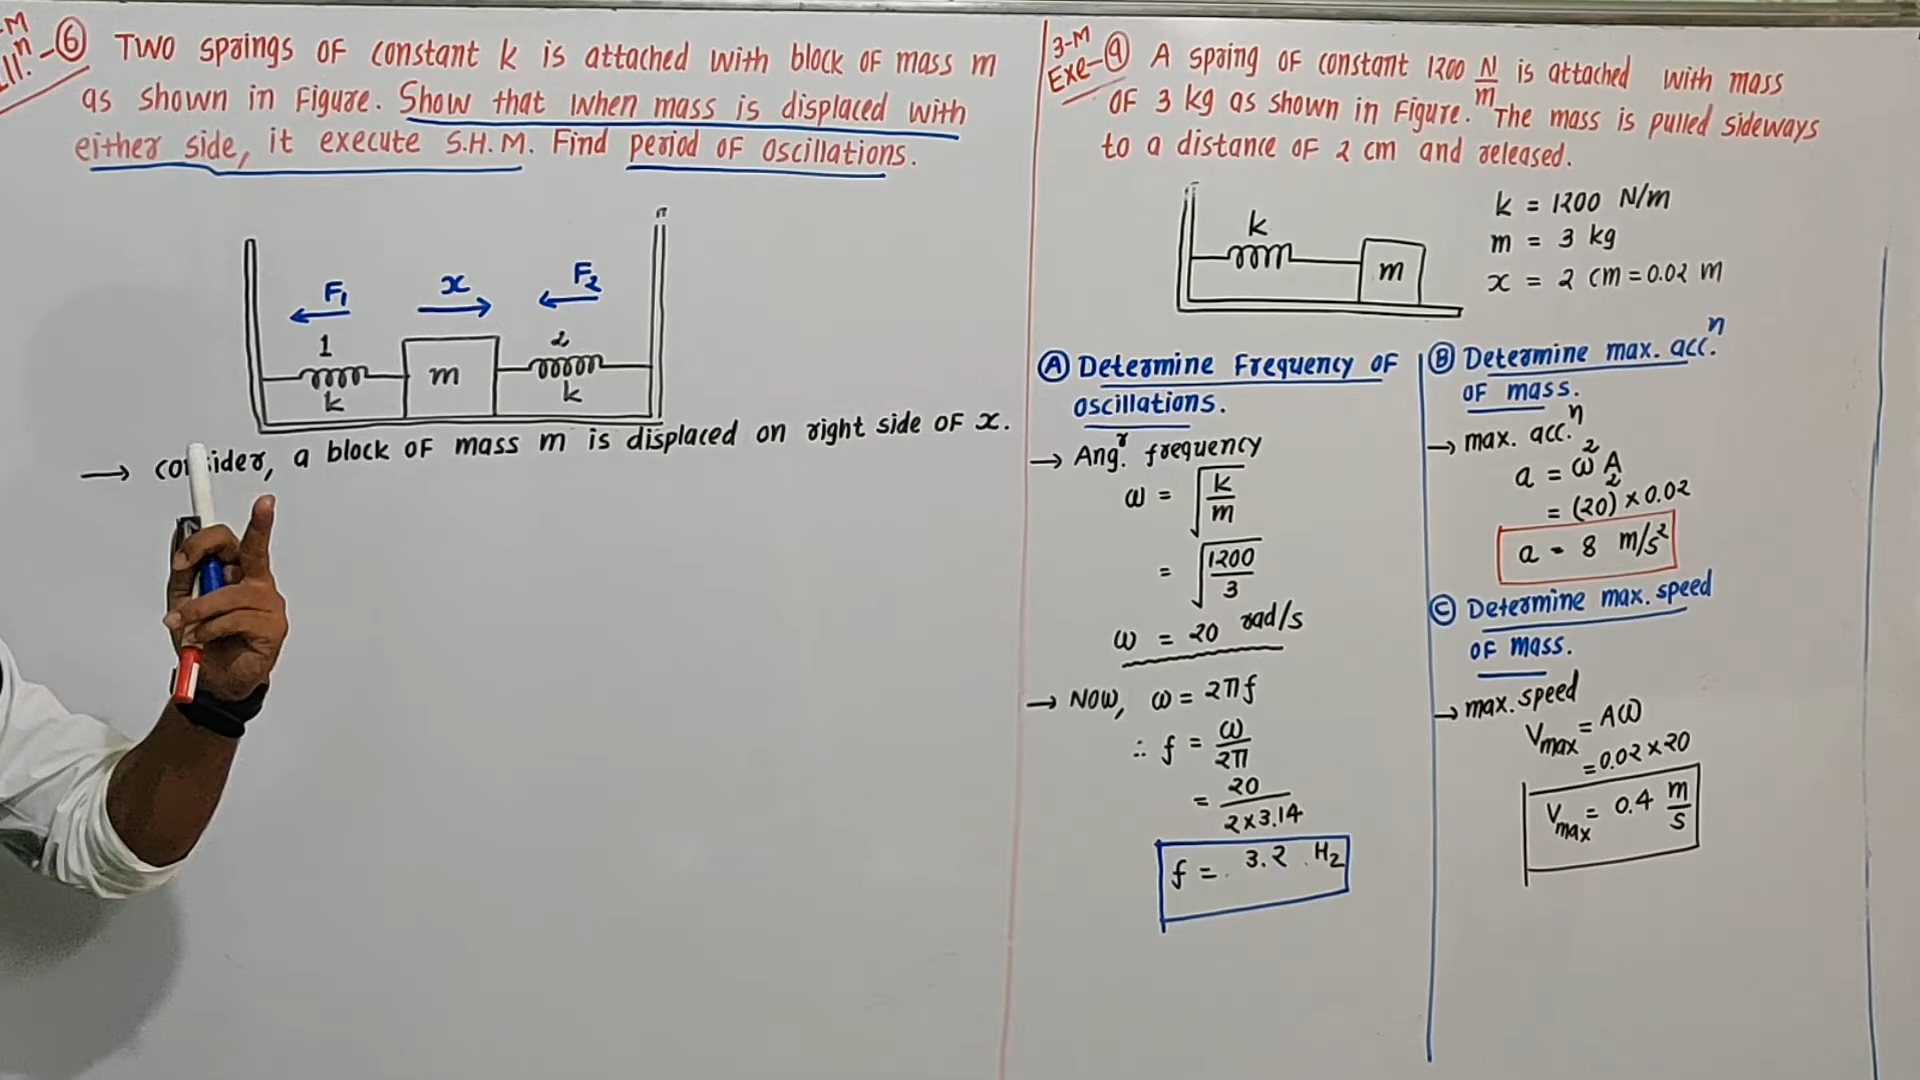 -M
Ill.n-⑥ Two springs of constant k is attached with block of mass m
as shown in Figure. Show that when mass is displaced with
either side, it execute S.H.M. Find period of oscillations.
F₁ x F₂
1 2
m
k k
→ consider, a block of mass m is displaced on right side of x.
3-M
Exe-⑨ A spring of constant 1200 N/m is attached with mass
of 3 kg as shown in Figure. The mass is pulled sideways
to a distance of 2 cm and released.
k
m
k = 1200 N/m
m = 3 kg
x = 2 cm = 0.02 m
Ⓐ Determine Frequency of
oscillations.
→ Ang.r frequency
ω = √(k/m)
= √(1200/3)
ω = 20 rad/s
→ Now, ω = 2πf
∴ f = ω/2π
= 20/(2×3.14)
f = 3.2 Hz
Ⓑ Determine max. acc.n
of mass.
→ max. acc.n
a = ω²A
= (20)² × 0.02
a = 8 m/s²
Ⓒ Determine max. speed
of mass.
→ max. speed
Vmax = Aω
= 0.02 × 20
Vmax = 0.4 m/s